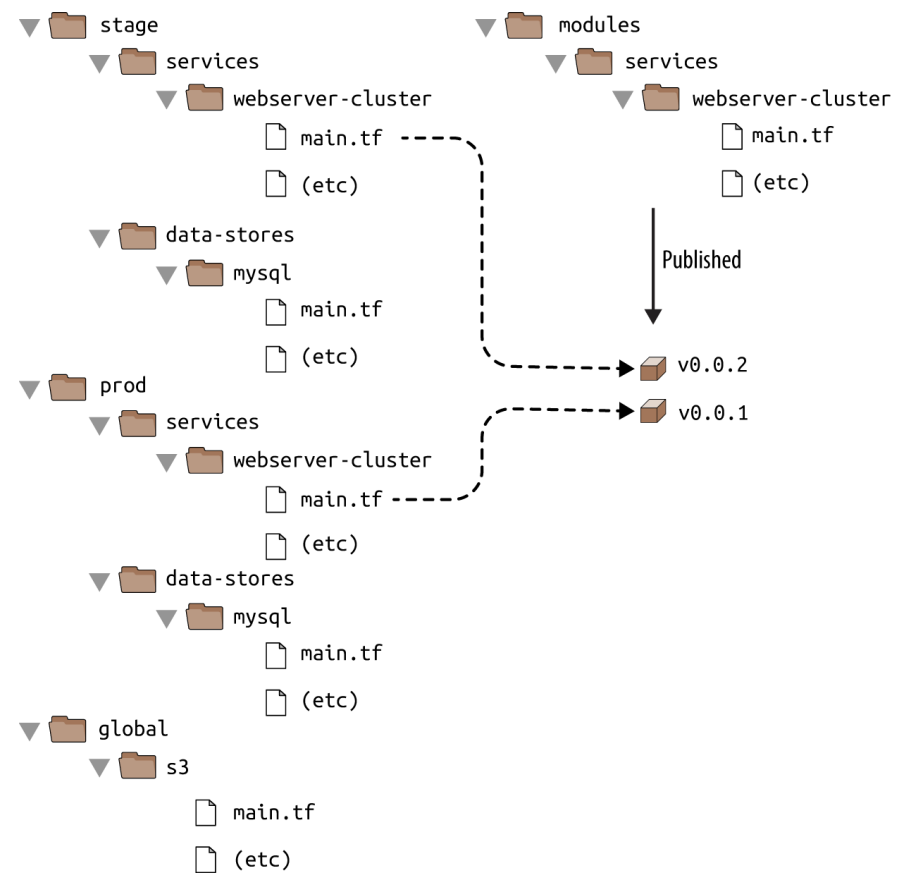 stage
services
webserver-cluster
main.tf
(etc)
data-stores
mysql
main.tf
(etc)
prod
services
webserver-cluster
main.tf
(etc)
data-stores
mysql
main.tf
(etc)
global
s3
main.tf
(etc)
modules
services
webserver-cluster
main.tf
(etc)
Published
v0.0.2
v0.0.1